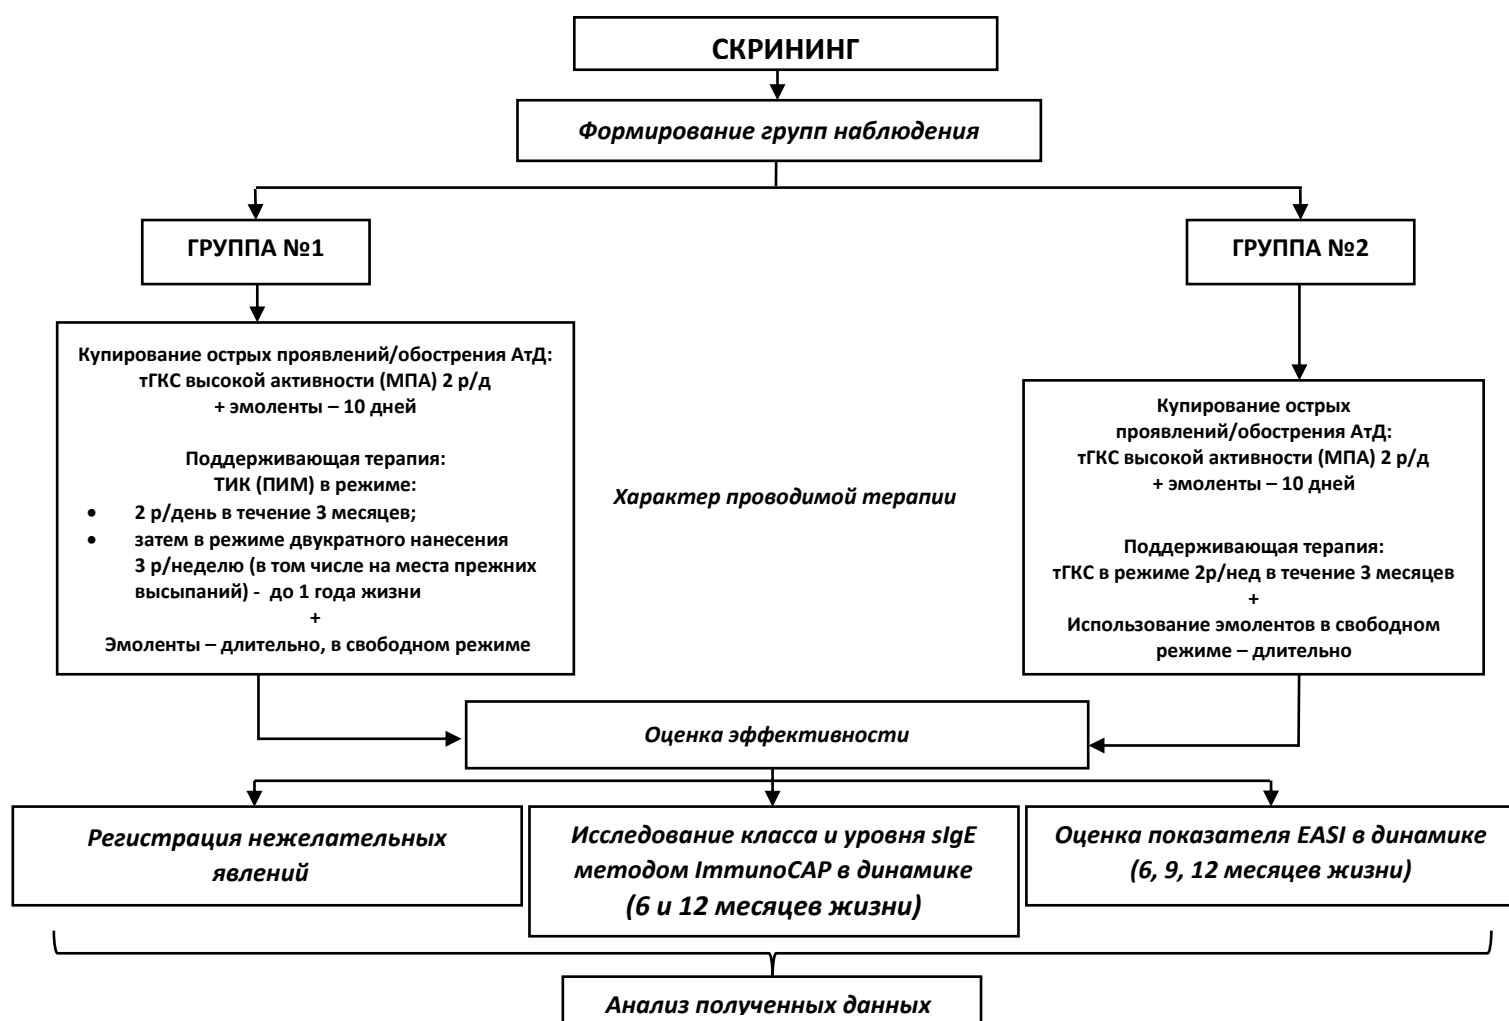 СКРИНИНГ
Формирование групп наблюдения
ГРУППА №1
ГРУППА №2
Купирование острых проявлений/обострения АтД:
тГКС высокой активности (МПА) 2 р/д
+ эмоленты – 10 дней
Поддерживающая терапия:
ТИК (ПИМ) в режиме:
• 2 р/день в течение 3 месяцев;
• затем в режиме двукратного нанесения
3 р/неделю (в том числе на места прежних
высыпаний) - до 1 года жизни
+
Эмоленты – длительно, в свободном режиме
Характер проводимой терапии
Купирование острых
проявлений/обострения АтД:
тГКС высокой активности (МПА) 2 р/д
+ эмоленты – 10 дней
Поддерживающая терапия:
тГКС в режиме 2р/нед в течение 3 месяцев
+
Использование эмолентов в свободном
режиме – длительно
Оценка эффективности
Регистрация нежелательных
явлений
Исследование класса и уровня sIgE
методом ImmunoCAP в динамике
(6 и 12 месяцев жизни)
Оценка показателя EASI в динамике
(6, 9, 12 месяцев жизни)
Анализ полученных данных